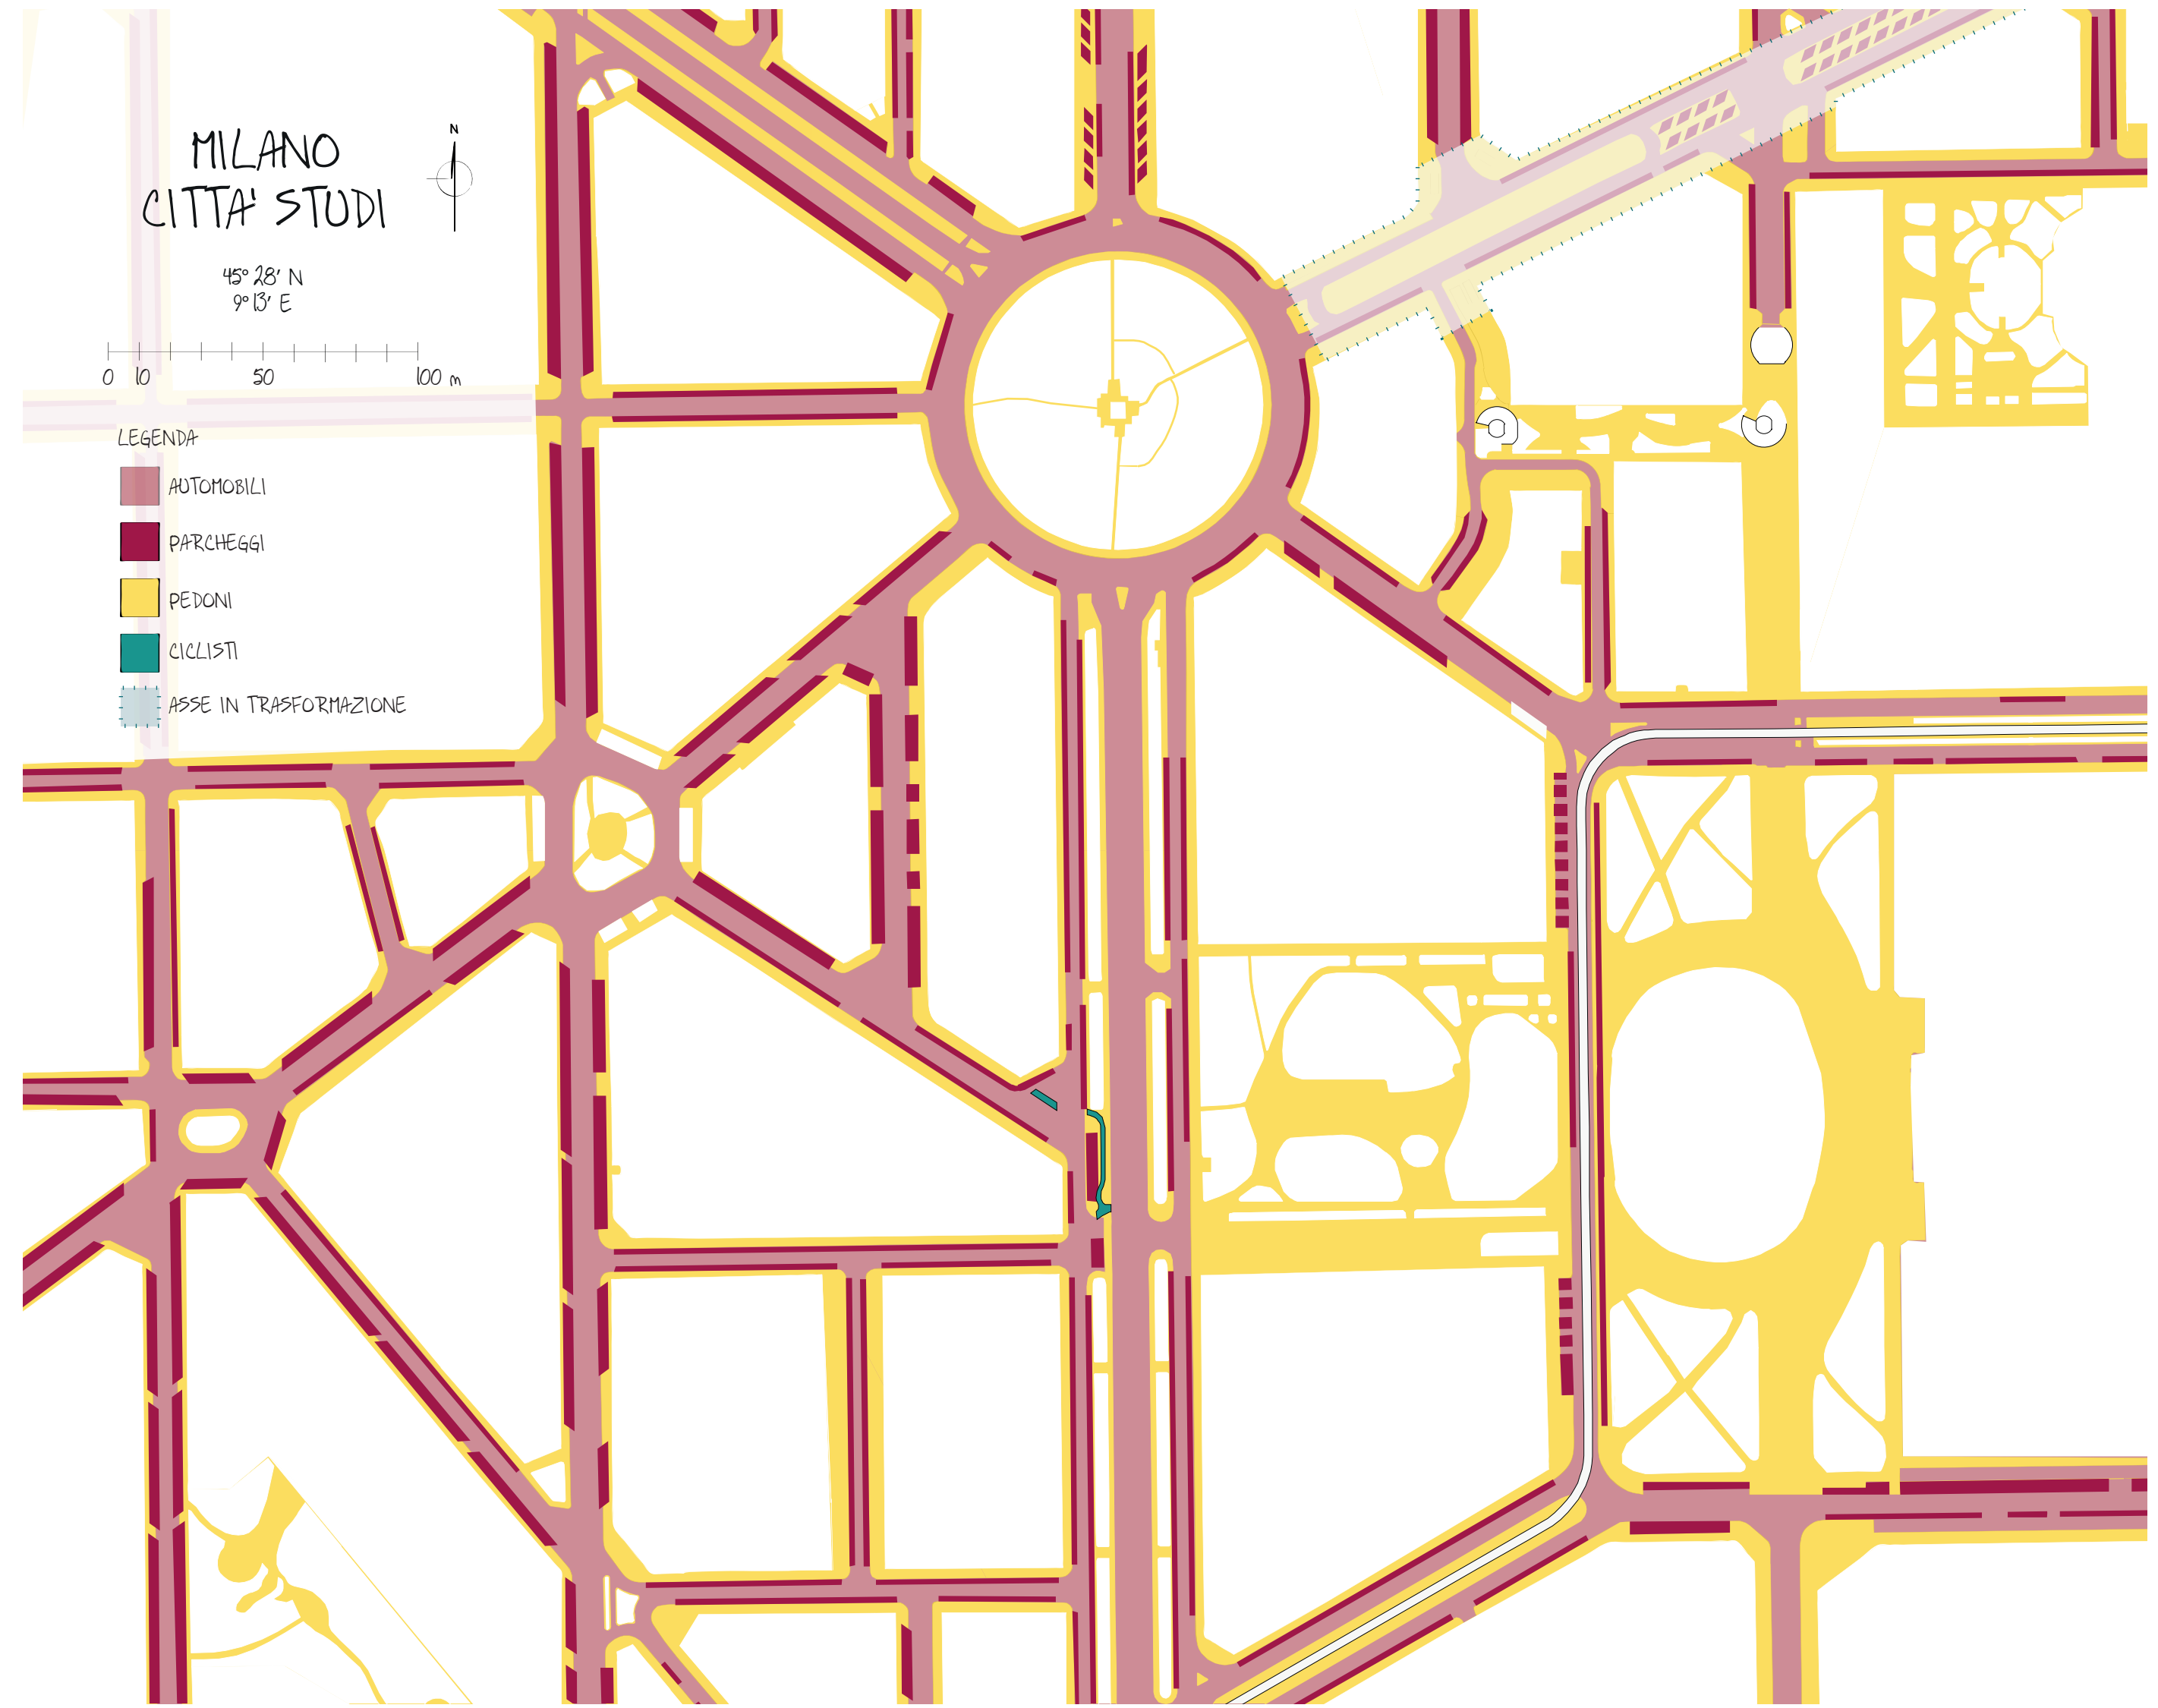 MILANO
CITTA' STUDI
N
45° 28' N
9° 13' E
0 10 50 100 m
LEGENDA
AUTOMOBILI
PARCHEGGI
PEDONI
CICLISTI
ASSE IN TRASFORMAZIONE